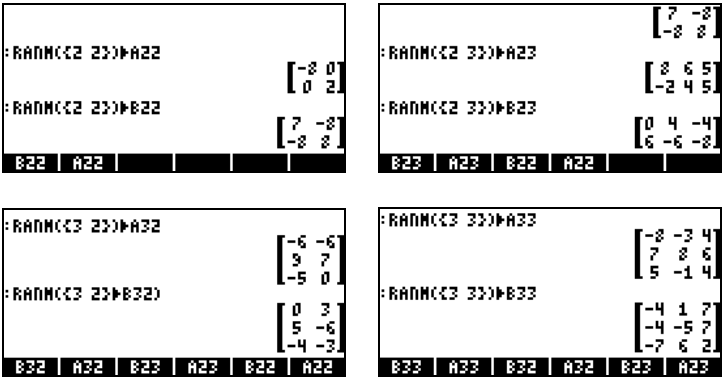 :RANM({2 2})▶A22
[-8 0]
[0 2]
:RANM({2 2})▶B22
[7 -8]
[-8 8]
B22 A22
[7 -8]
[-8 8]
:RANM({2 3})▶A23
[8 6 5]
[-2 4 5]
:RANM({2 3})▶B23
[0 4 -4]
[6 -6 -8]
B23 A23 B22 A22
:RANM({3 2})▶A32
[-6 -6]
[9 7]
[-5 0]
:RANM({3 2}▶B32)
[0 3]
[5 -6]
[-4 -3]
B32 A32 B23 A23 B22 A22
:RANM({3 3})▶A33
[-8 -3 4]
[7 8 6]
[5 -1 4]
:RANM({3 3})▶B33
[-4 1 7]
[-4 -5 7]
[-7 6 2]
B33 A33 B32 A32 B23 A23